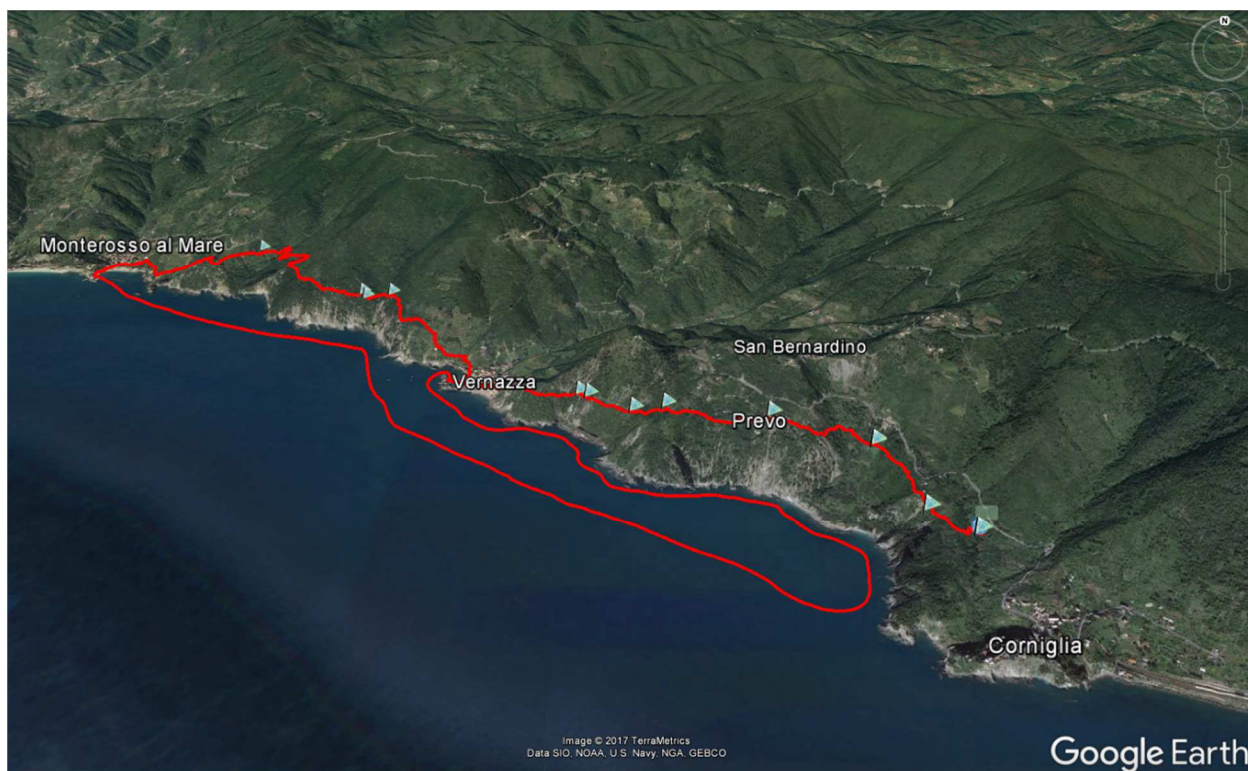 N
Monterosso al Mare
San Bernardino
Vernazza
Prevo
Corniglia
Image © 2017 TerraMetrics
Data SIO, NOAA, U.S. Navy, NGA, GEBCO
Google Earth